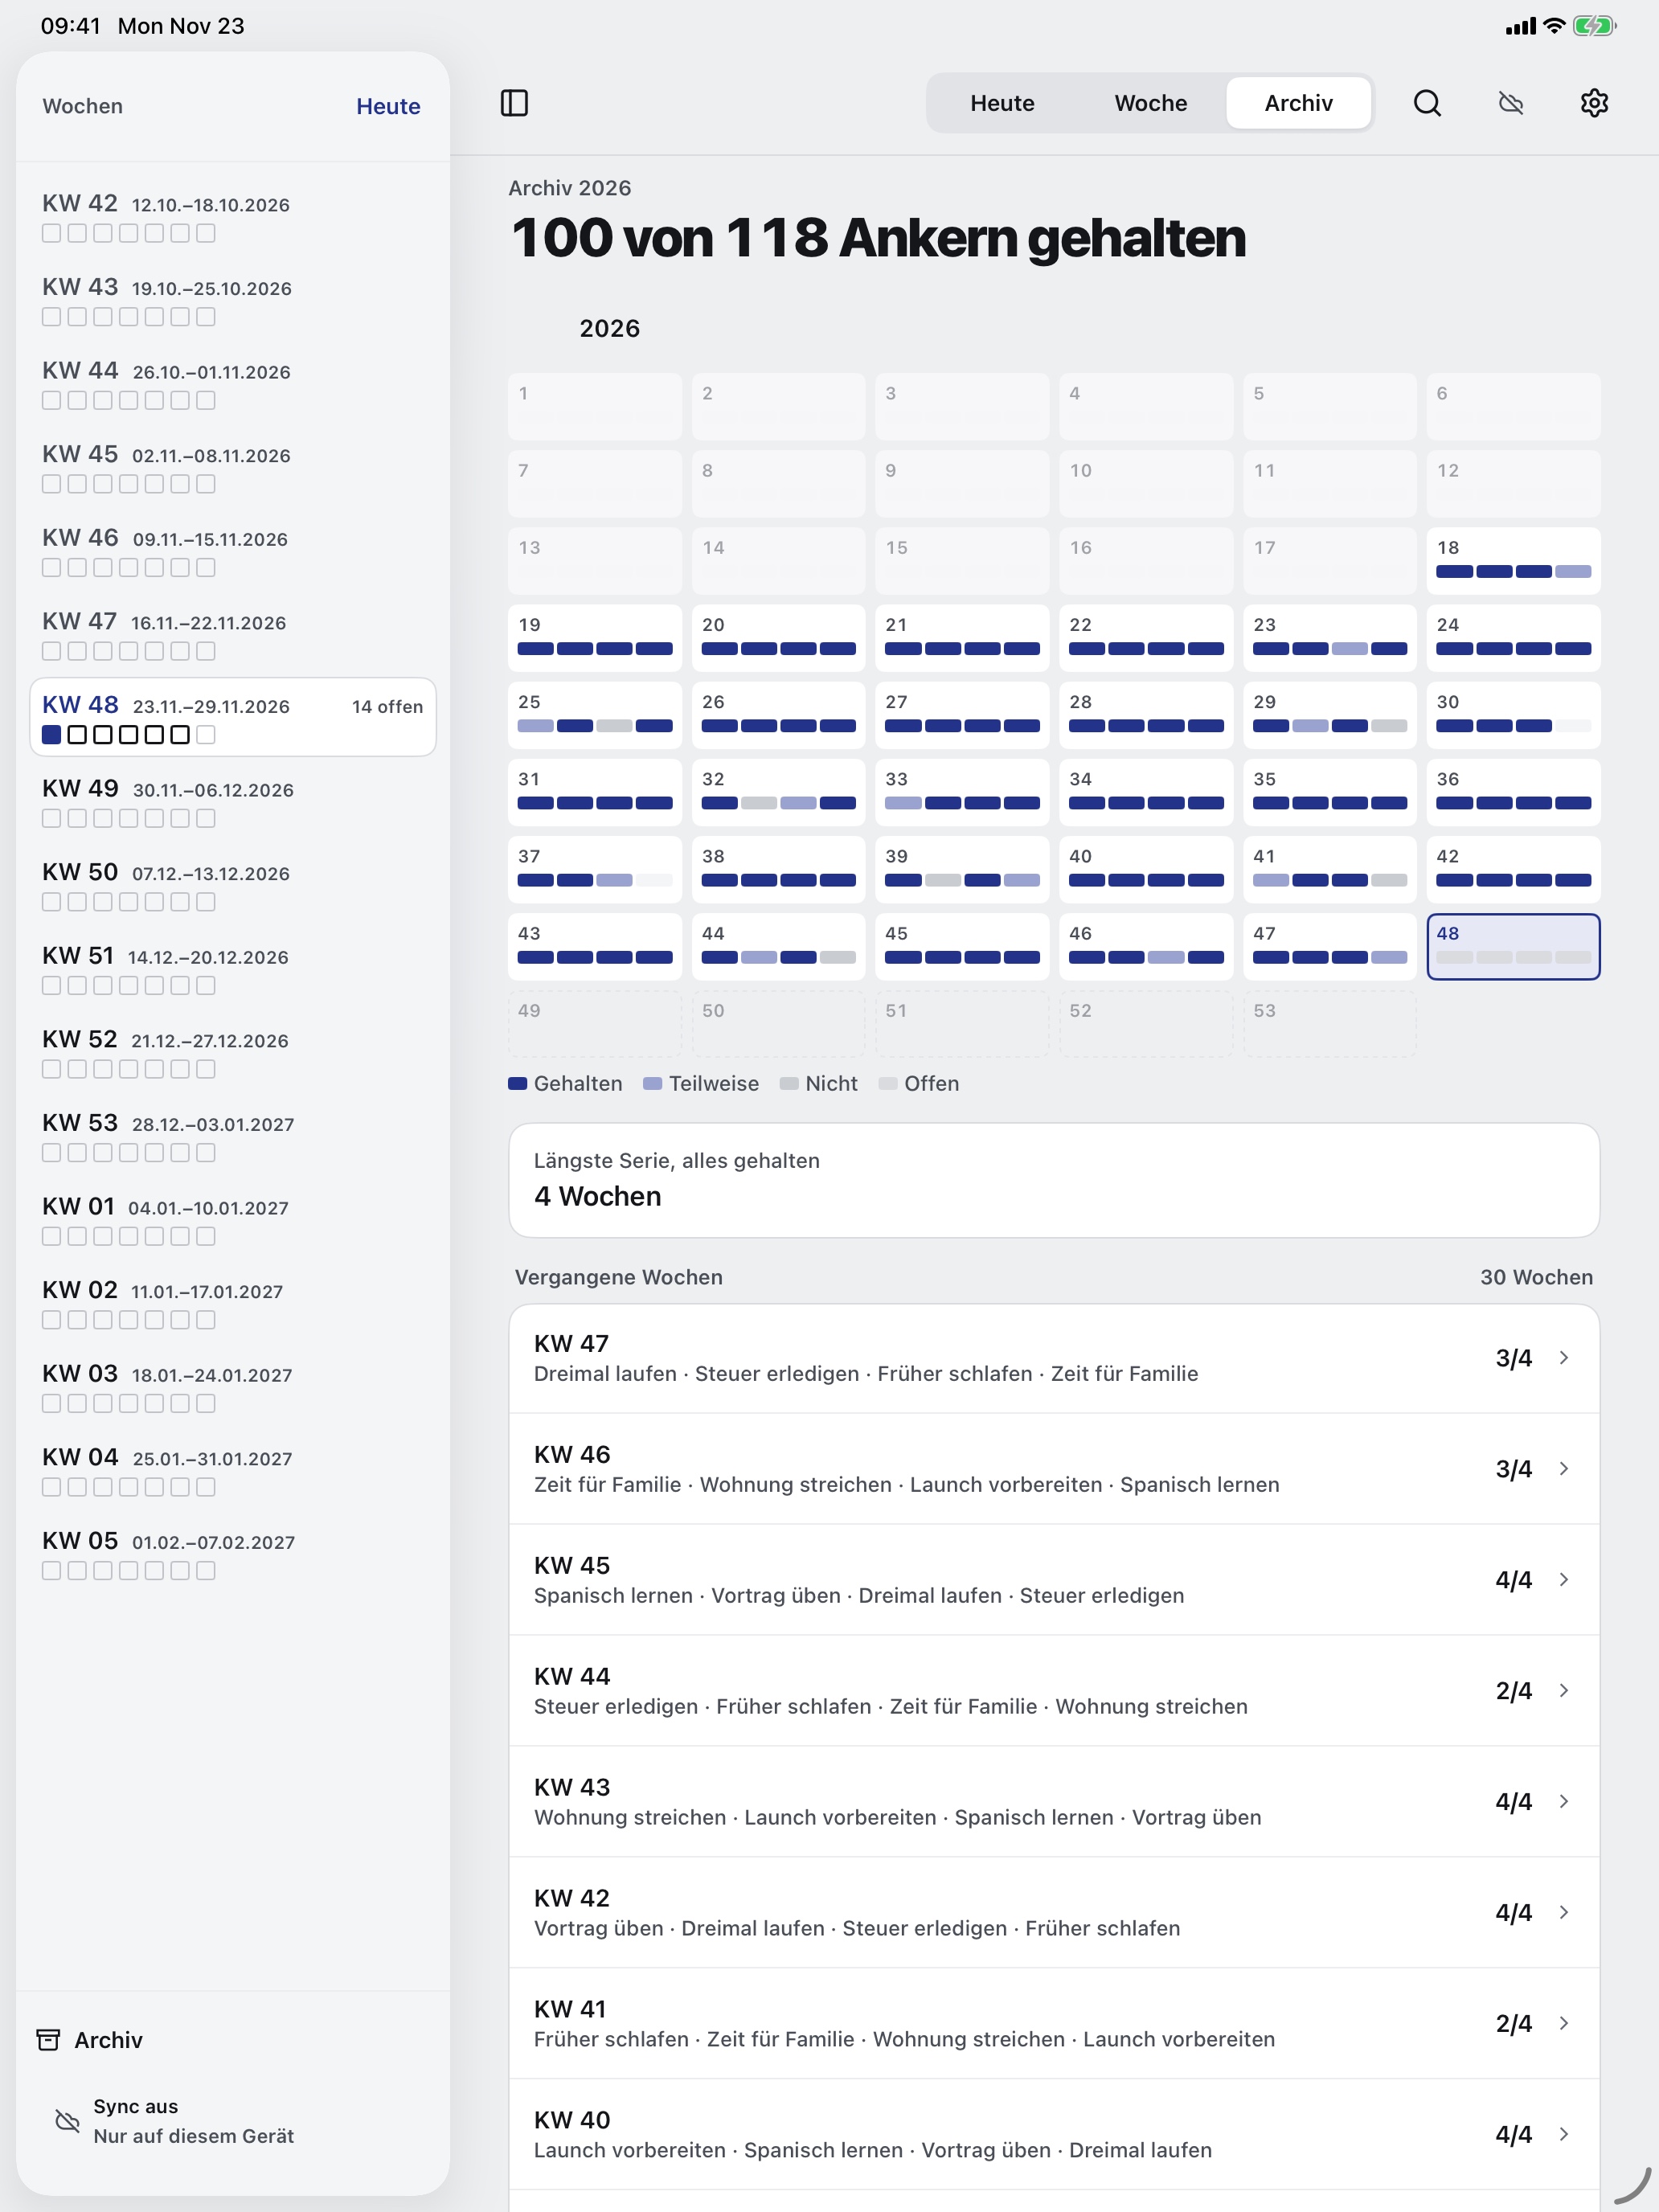 09:41 Mon Nov 23
Wochen
Heute
KW 42 12.10.–18.10.2026
KW 43 19.10.–25.10.2026
KW 44 26.10.–01.11.2026
KW 45 02.11.–08.11.2026
KW 46 09.11.–15.11.2026
KW 47 16.11.–22.11.2026
KW 48 23.11.–29.11.2026 14 offen
KW 49 30.11.–06.12.2026
KW 50 07.12.–13.12.2026
KW 51 14.12.–20.12.2026
KW 52 21.12.–27.12.2026
KW 53 28.12.–03.01.2027
KW 01 04.01.–10.01.2027
KW 02 11.01.–17.01.2027
KW 03 18.01.–24.01.2027
KW 04 25.01.–31.01.2027
KW 05 01.02.–07.02.2027
Archiv
Sync aus
Nur auf diesem Gerät
Heute Woche Archiv
Archiv 2026
100 von 118 Ankern gehalten
2026
1 2 3 4 5 6
7 8 9 10 11 12
13 14 15 16 17 18
19 20 21 22 23 24
25 26 27 28 29 30
31 32 33 34 35 36
37 38 39 40 41 42
43 44 45 46 47 48
49 50 51 52 53
Gehalten Teilweise Nicht Offen
Längste Serie, alles gehalten
4 Wochen
Vergangene Wochen 30 Wochen
KW 47
Dreimal laufen · Steuer erledigen · Früher schlafen · Zeit für Familie
3/4
KW 46
Zeit für Familie · Wohnung streichen · Launch vorbereiten · Spanisch lernen
3/4
KW 45
Spanisch lernen · Vortrag üben · Dreimal laufen · Steuer erledigen
4/4
KW 44
Steuer erledigen · Früher schlafen · Zeit für Familie · Wohnung streichen
2/4
KW 43
Wohnung streichen · Launch vorbereiten · Spanisch lernen · Vortrag üben
4/4
KW 42
Vortrag üben · Dreimal laufen · Steuer erledigen · Früher schlafen
4/4
KW 41
Früher schlafen · Zeit für Familie · Wohnung streichen · Launch vorbereiten
2/4
KW 40
Launch vorbereiten · Spanisch lernen · Vortrag üben · Dreimal laufen
4/4